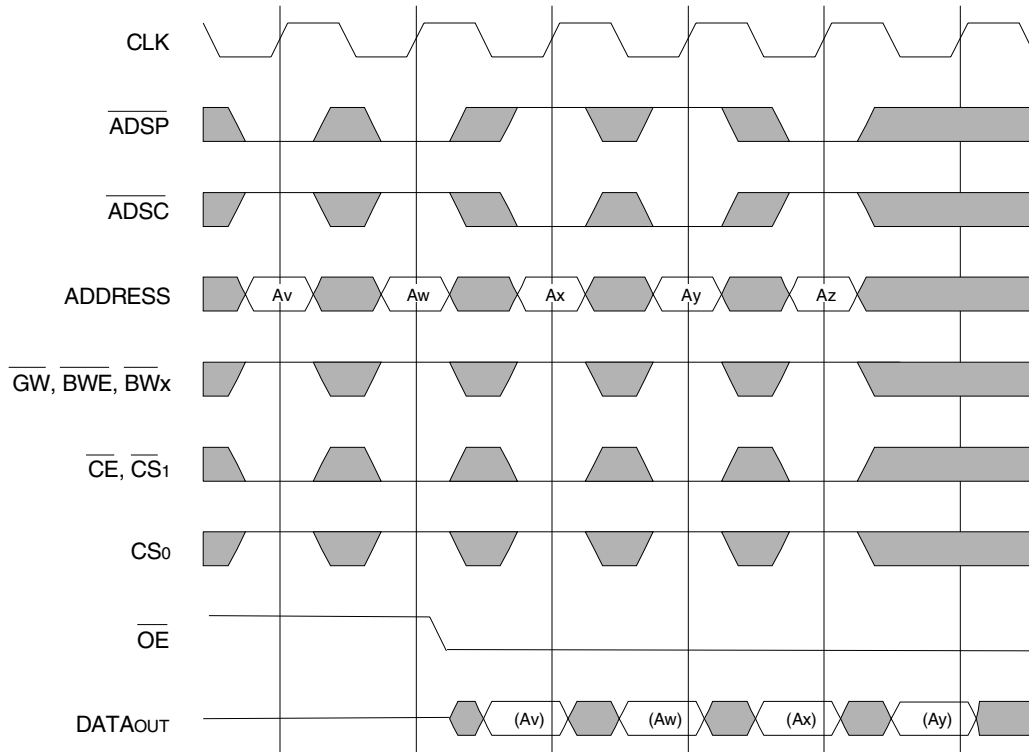 CLK
ADSP
ADSC
ADDRESS
Av
Aw
Ax
Ay
Az
GW, BWE, BWx
CE, CS1
CS0
OE
DATAOUT
(Av)
(Aw)
(Ax)
(Ay)